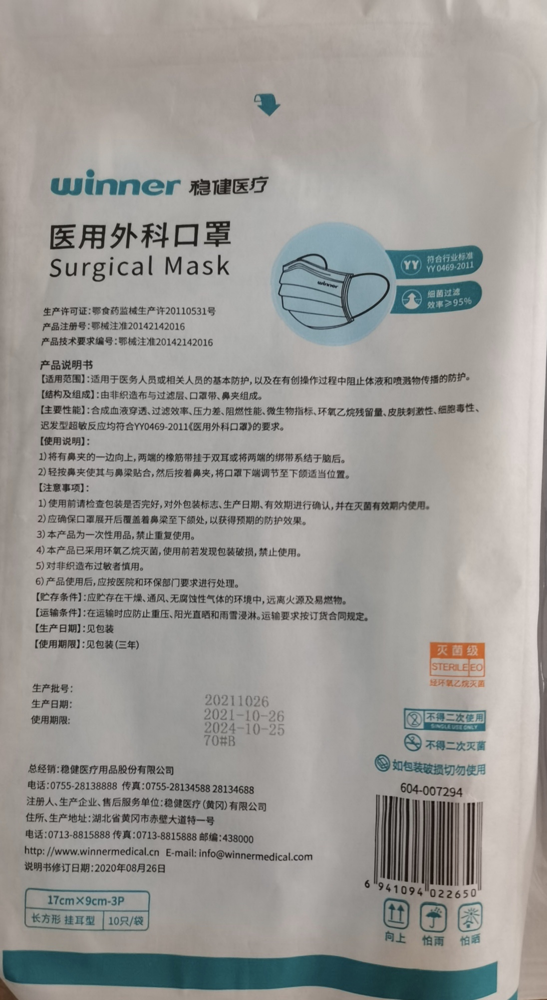 winner 稳健医疗
医用外科口罩
Surgical Mask
winner
YY 符合行业标准
YY 0469-2011
细菌过滤
效率≥95%
生产许可证:鄂食药监械生产许20110531号
产品注册号:鄂械注准20142142016
产品技术要求编号:鄂械注准20142142016
产品说明书
【适用范围】:适用于医务人员或相关人员的基本防护,以及在有创操作过程中阻止体液和喷溅物传播的防护。
【结构及组成】:由非织造布与过滤层、口罩带、鼻夹组成。
【主要性能】:合成血液穿透、过滤效率、压力差、阻燃性能、微生物指标、环氧乙烷残留量、皮肤刺激性、细胞毒性、
迟发型超敏反应均符合YY0469-2011《医用外科口罩》的要求。
【使用说明】:
1)将有鼻夹的一边向上,两端的橡筋带挂于双耳或将两端的绑带系结于脑后。
2)轻按鼻夹使其与鼻梁贴合,然后按着鼻夹,将口罩下端调节至下颌适当位置。
【注意事项】:
1)使用前请检查包装是否完好,对外包装标志、生产日期、有效期进行确认,并在灭菌有效期内使用。
2)应确保口罩展开后覆盖着鼻梁至下颌处,以获得预期的防护效果。
3)本产品为一次性用品,禁止重复使用。
4)本产品已采用环氧乙烷灭菌,使用前若发现包装破损,禁止使用。
5)对非织造布过敏者慎用。
6)产品使用后,应按医院和环保部门要求进行处理。
【贮存条件】:应贮存在干燥、通风、无腐蚀性气体的环境中,远离火源及易燃物。
【运输条件】:在运输时应防止重压、阳光直晒和雨雪浸淋。运输要求按订货合同规定。
【生产日期】:见包装
【使用期限】:见包装(三年)
灭菌级
STERILE EO
经环氧乙烷灭菌
生产批号:
生产日期:
使用期限:
20211026
2021-10-26
2024-10-25
70#B
不得二次使用
SINGLE USE ONLY
不得二次灭菌
如包装破损切勿使用
总经销:稳健医疗用品股份有限公司
电话:0755-28138888 传真:0755-28134588 28134688
注册人、生产企业、售后服务单位:稳健医疗(黄冈)有限公司
住所、生产地址:湖北省黄冈市赤壁大道特一号
电话:0713-8815888 传真:0713-8815888 邮编:438000
http://www.winnermedical.cn E-mail: info@winnermedical.com
说明书修订日期:2020年08月26日
604-007294
6 941094 022650
17cm×9cm-3P
长方形 挂耳型 10只/袋
向上 怕雨 怕晒